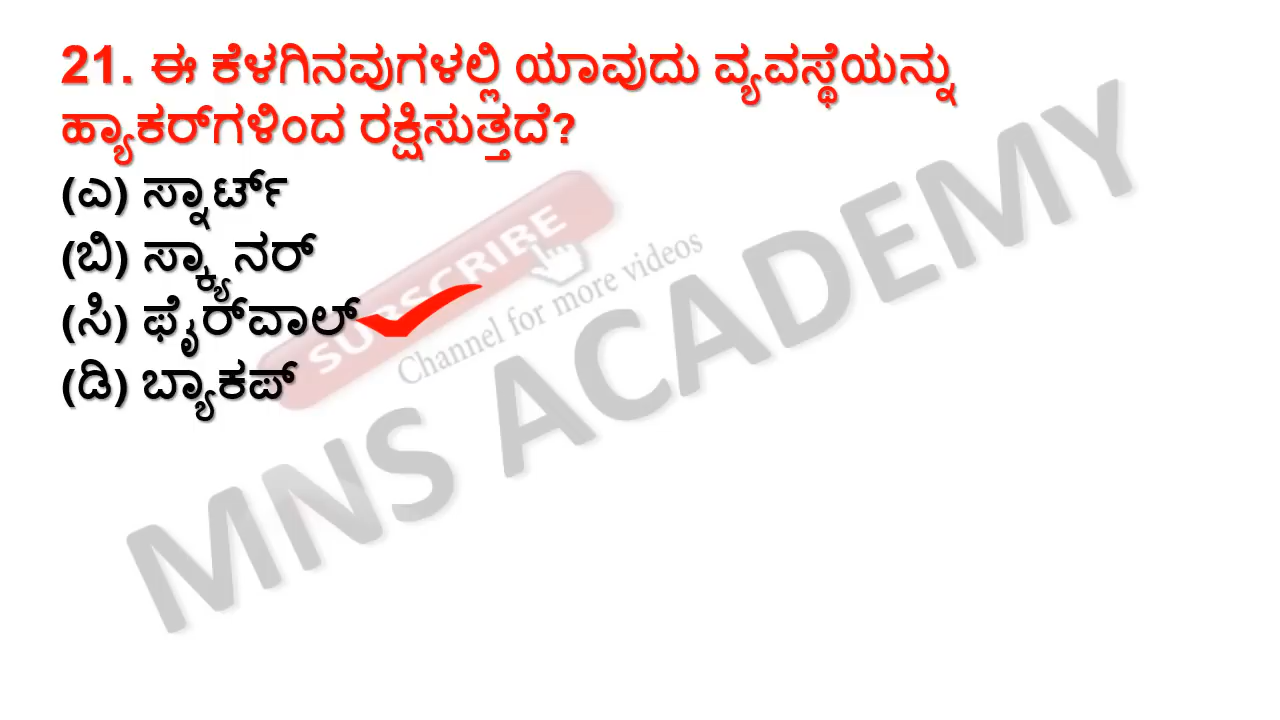 21. ಈ ಕೆಳಗಿನವುಗಳಲ್ಲಿ ಯಾವುದು ವ್ಯವಸ್ಥೆಯನ್ನು
ಹ್ಯಾಕರ್‌ಗಳಿಂದ ರಕ್ಷಿಸುತ್ತದೆ?
(ಎ) ಸ್ನಾರ್ಟ್
(ಬಿ) ಸ್ಕ್ಯಾನರ್
(ಸಿ) ಫೈರ್‌ವಾಲ್
(ಡಿ) ಬ್ಯಾಕಪ್
SUBSCRIBE
Channel for more videos
MNS ACADEMY